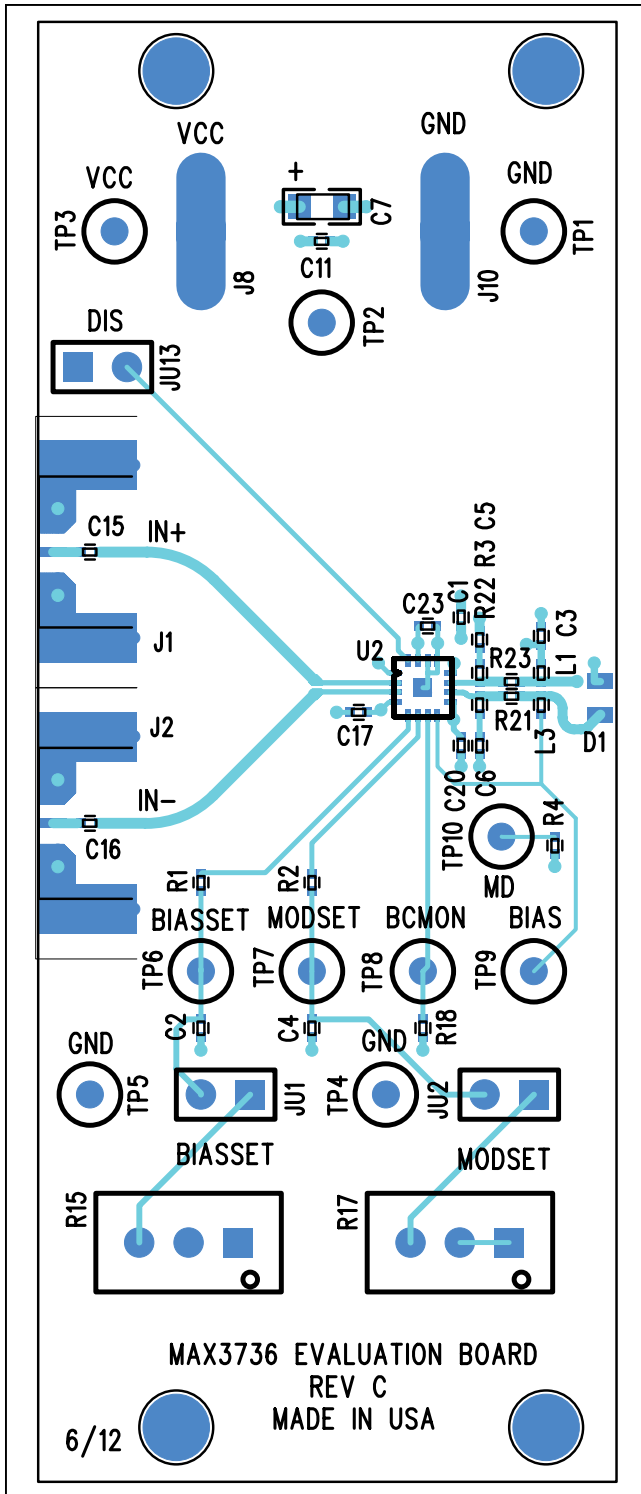 VCC
GND
+
VCC
GND
TP3
J8
C7
C11
TP2
J10
TP1
DIS
JU13
C15
IN+
J1
C23
C1
R22
R3
C5
C3
U2
R23
L1
J2
C17
R21
L3
D1
IN-
C16
C20
C6
TP10
R4
MD
R1
R2
BIASSET
MODSET
BCMON
BIAS
TP6
TP7
TP8
TP9
C2
C4
R18
GND
GND
TP5
JU1
TP4
JU2
BIASSET
MODSET
R15
R17
MAX3736 EVALUATION BOARD
REV C
MADE IN USA
6/12